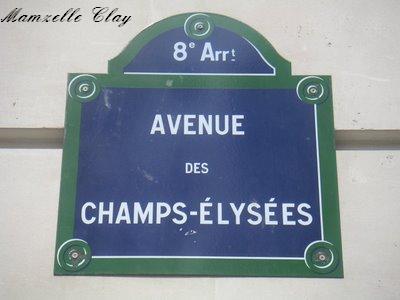 Mamzelle Clay
8e Arrt
AVENUE
DES
CHAMPS-ÉLYSÉES